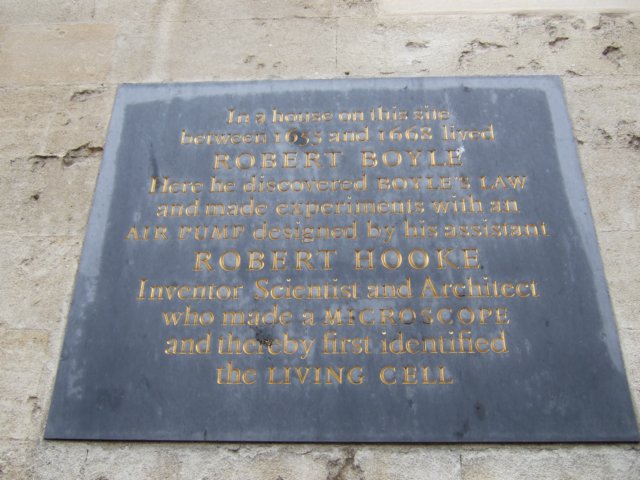 In a house on this site
between 1655 and 1668 lived
ROBERT BOYLE
Here he discovered BOYLE'S LAW
and made experiments with an
AIR PUMP designed by his assistant
ROBERT HOOKE
Inventor Scientist and Architect
who made a MICROSCOPE
and thereby first identified
the LIVING CELL